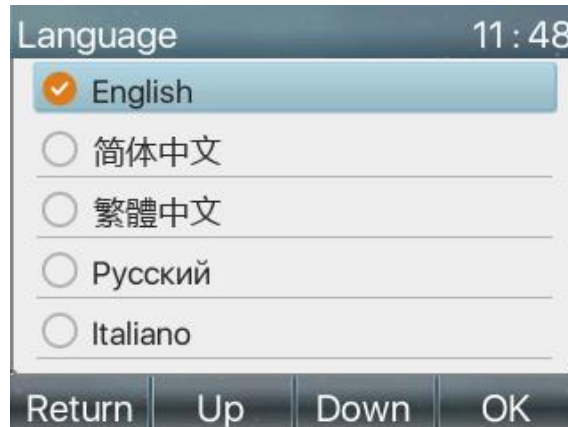 Language 11:48
English
简体中文
繁體中文
Русский
Italiano
Return Up Down OK